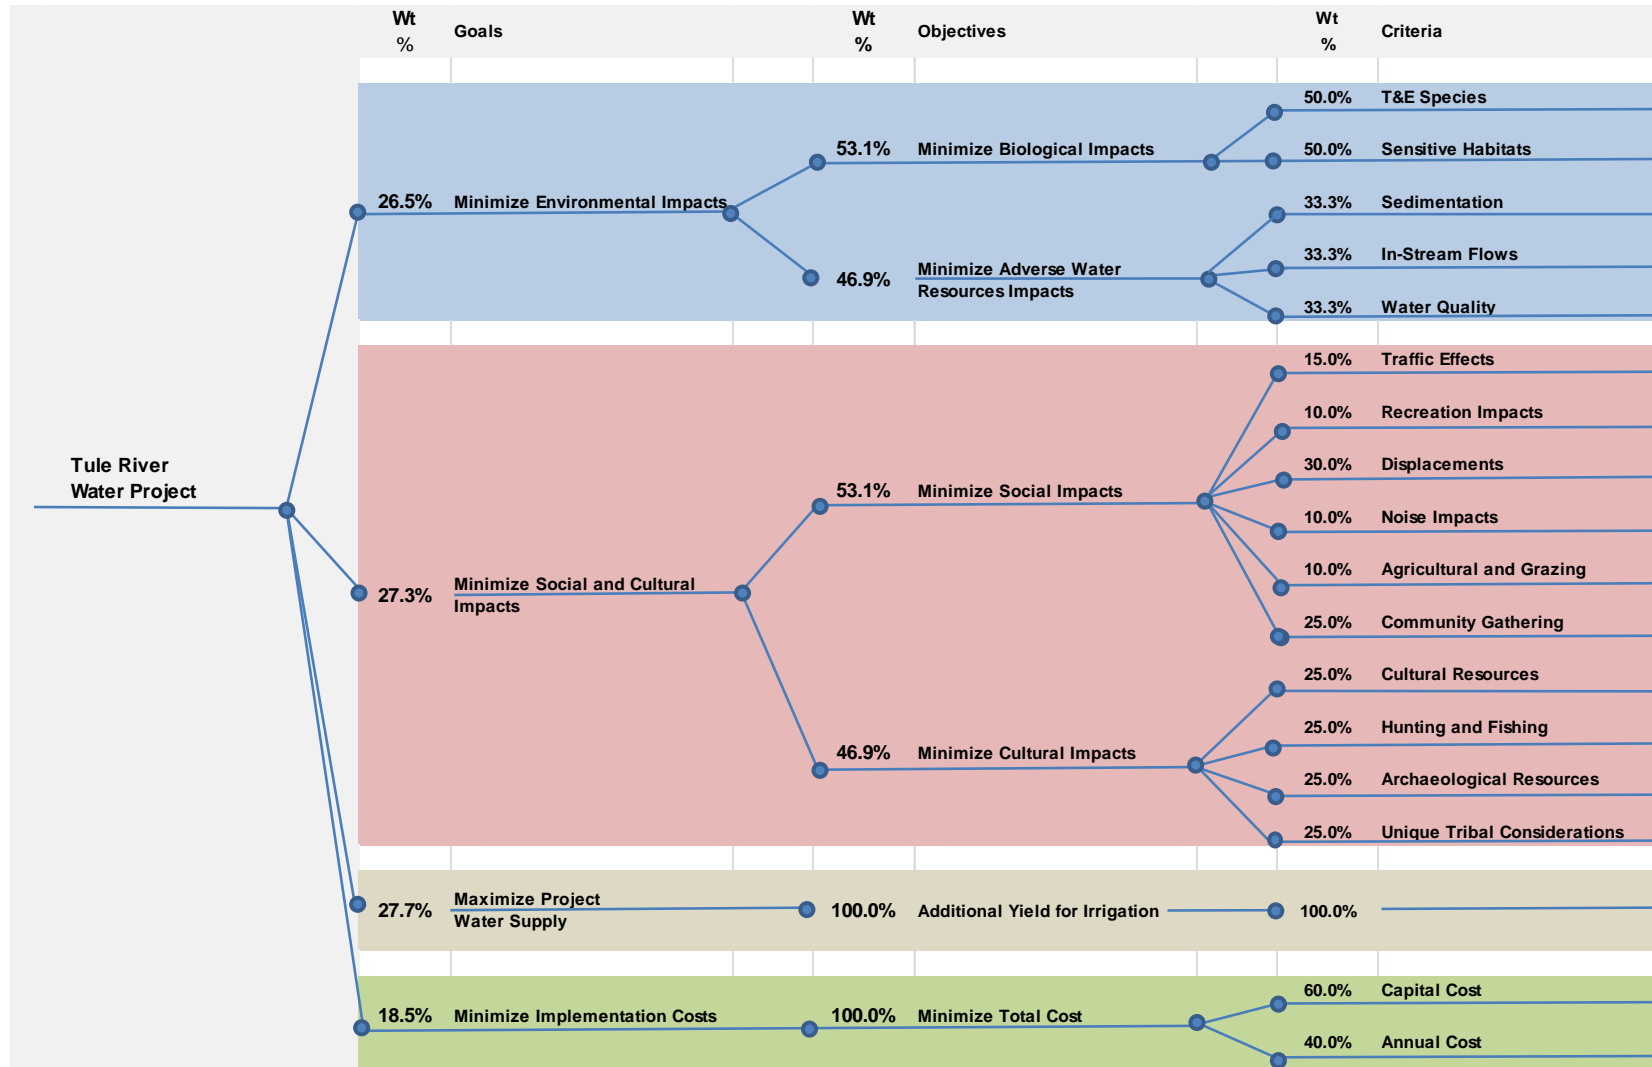 Wt
%
Goals
Wt
%
Objectives
Wt
%
Criteria
50.0% T&E Species
53.1% Minimize Biological Impacts
50.0% Sensitive Habitats
26.5% Minimize Environmental Impacts
33.3% Sedimentation
46.9% Minimize Adverse Water
Resources Impacts
33.3% In-Stream Flows
33.3% Water Quality
15.0% Traffic Effects
10.0% Recreation Impacts
Tule River
Water Project
30.0% Displacements
53.1% Minimize Social Impacts
10.0% Noise Impacts
27.3% Minimize Social and Cultural
Impacts
10.0% Agricultural and Grazing
25.0% Community Gathering
25.0% Cultural Resources
46.9% Minimize Cultural Impacts
25.0% Hunting and Fishing
25.0% Archaeological Resources
25.0% Unique Tribal Considerations
27.7% Maximize Project
Water Supply
100.0% Additional Yield for Irrigation
100.0%
18.5% Minimize Implementation Costs
100.0% Minimize Total Cost
60.0% Capital Cost
40.0% Annual Cost